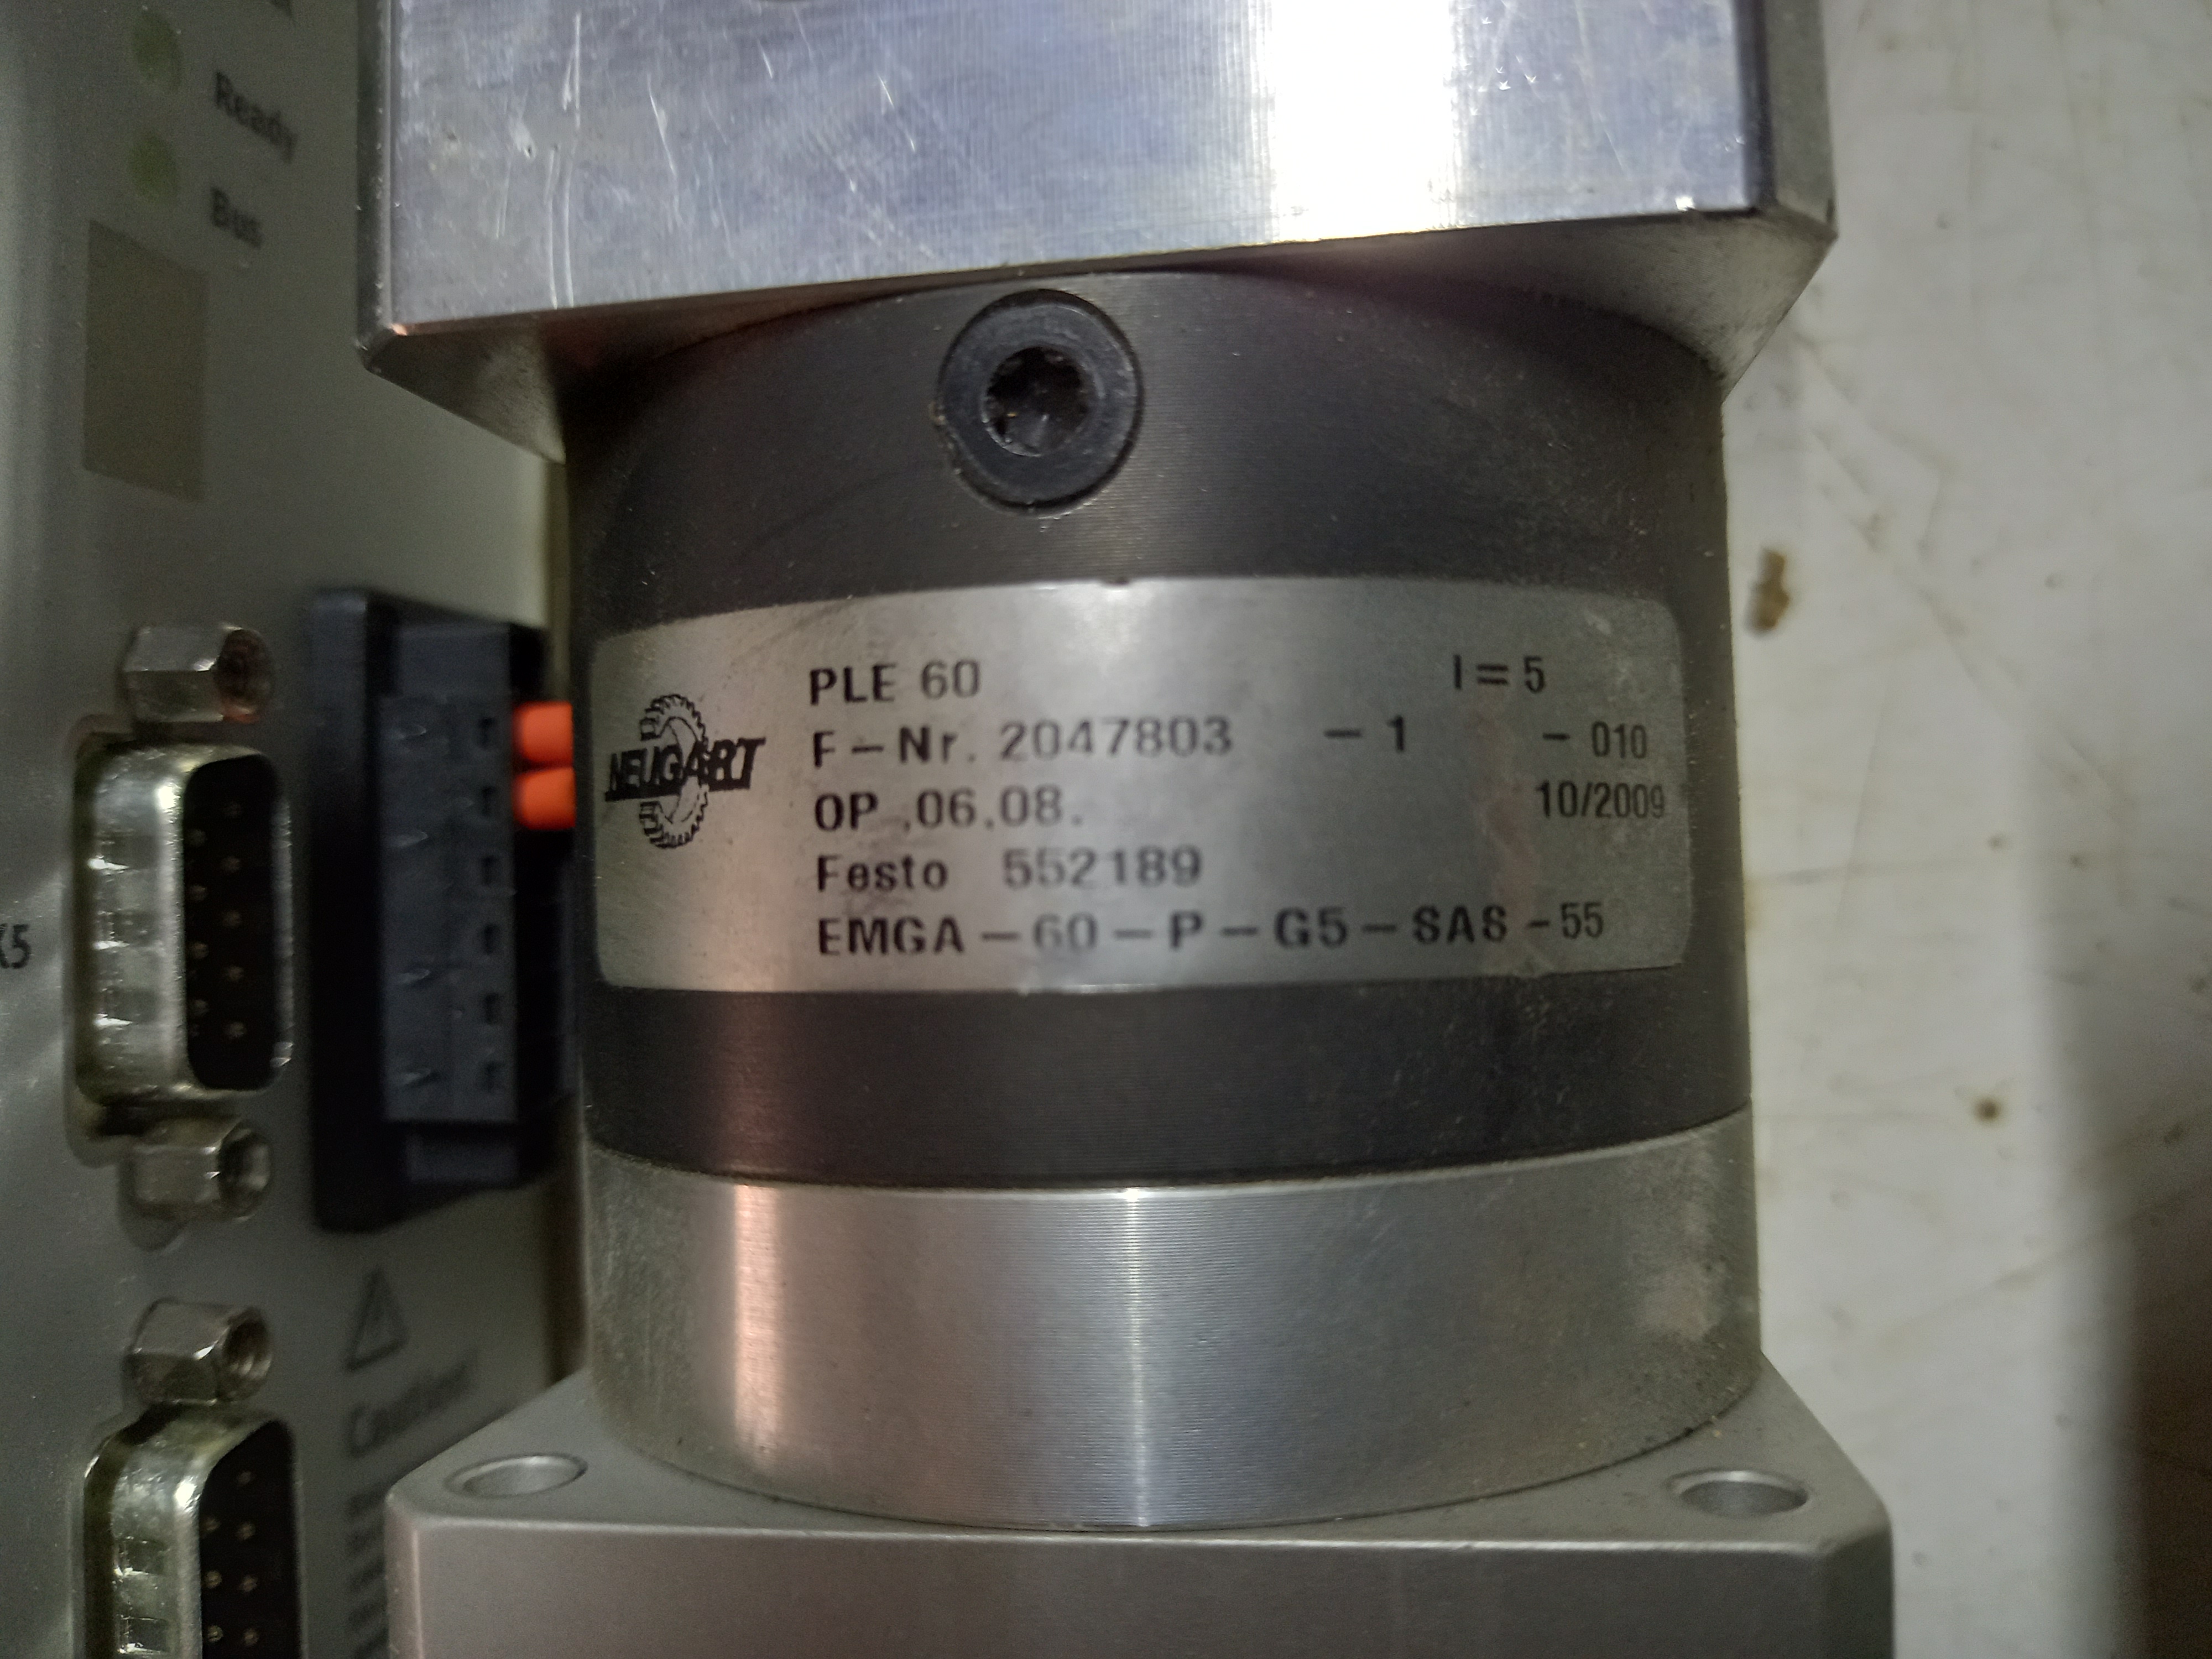 Ready
Bus
NEUGART
PLE 60 I = 5
F-Nr. 2047803 - 1 - 010
OP .06.08. 10/2009
Festo 552189
EMGA-60-P-G5-SAS-55
X5
Caution!